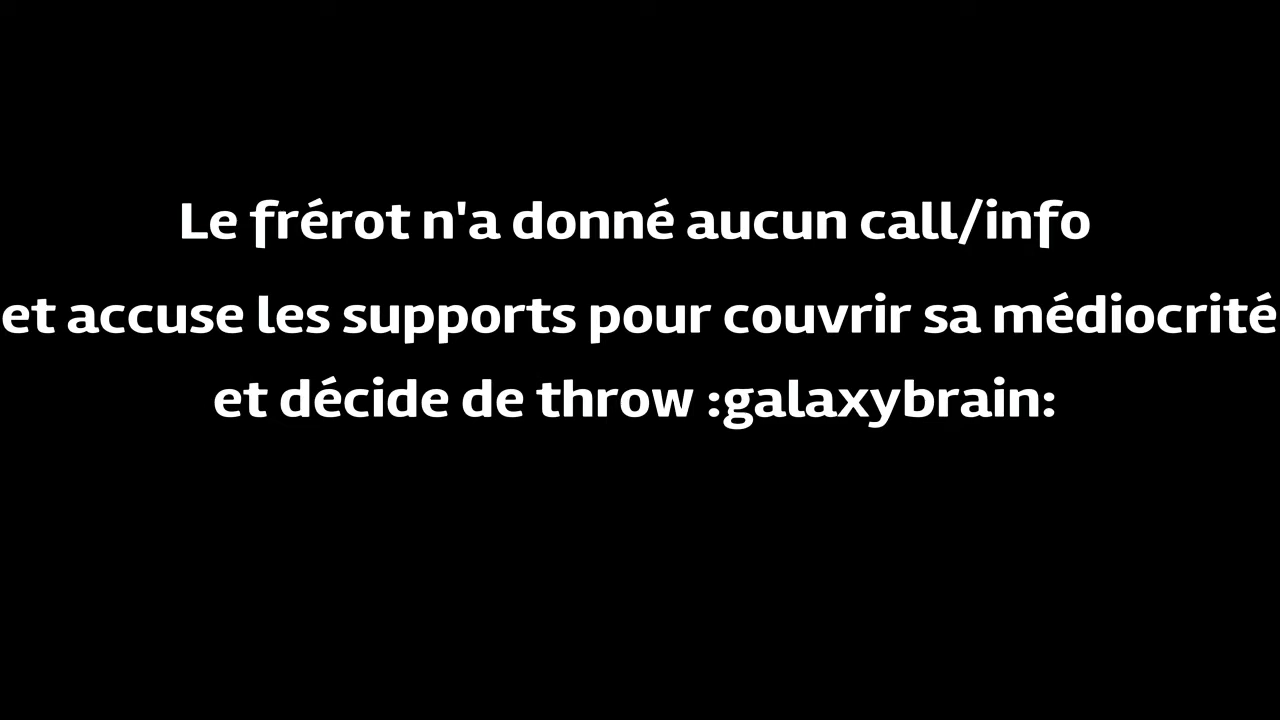 Le frérot n'a donné aucun call/info
et accuse les supports pour couvrir sa médiocrité
et décide de throw :galaxybrain: